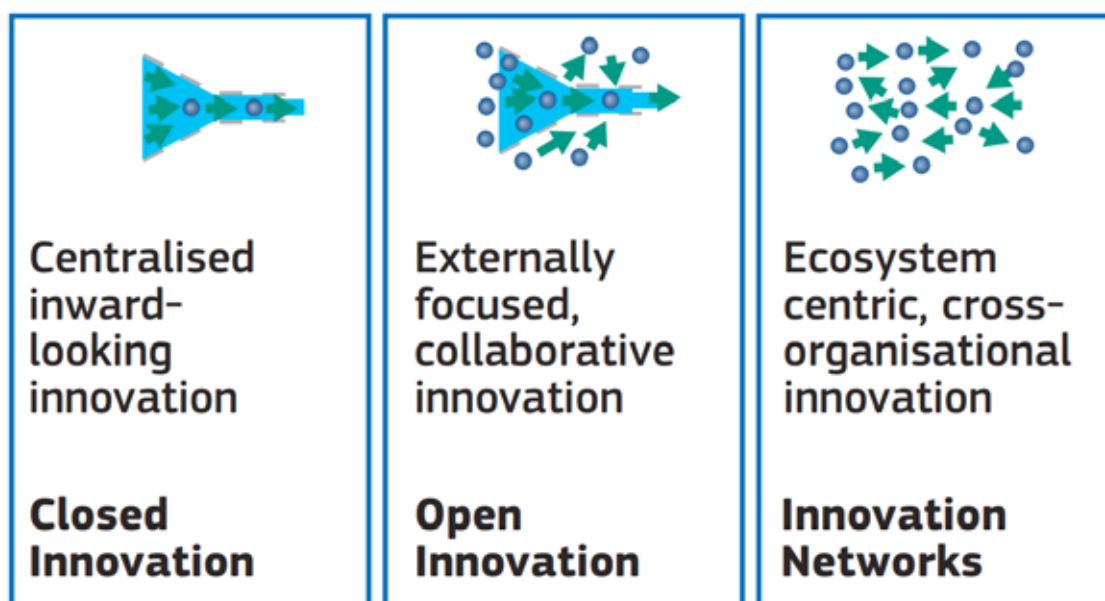 Centralised
inward-
looking
innovation
Closed
Innovation
Externally
focused,
collaborative
innovation
Open
Innovation
Ecosystem
centric, cross-
organisational
innovation
Innovation
Networks